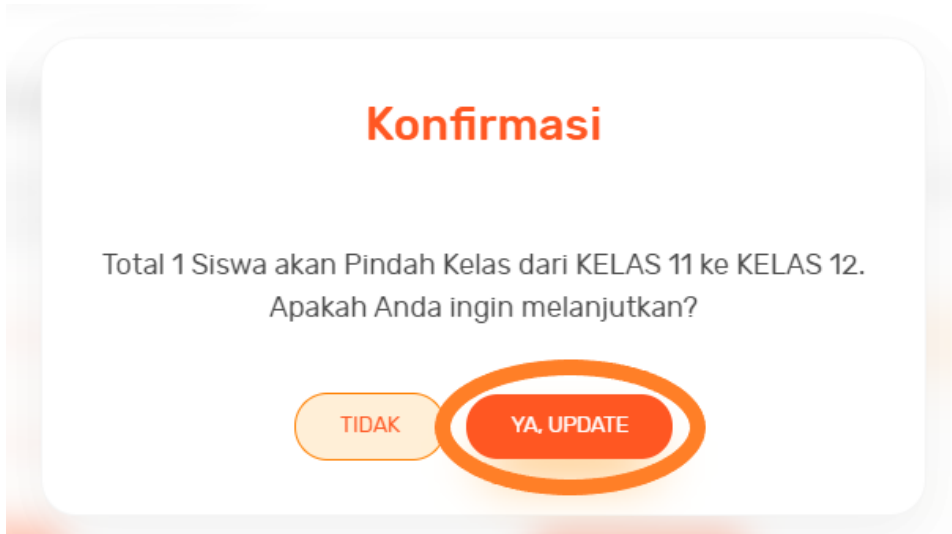 Konfirmasi
Total 1 Siswa akan Pindah Kelas dari KELAS 11 ke KELAS 12.
Apakah Anda ingin melanjutkan?
TIDAK
YA, UPDATE